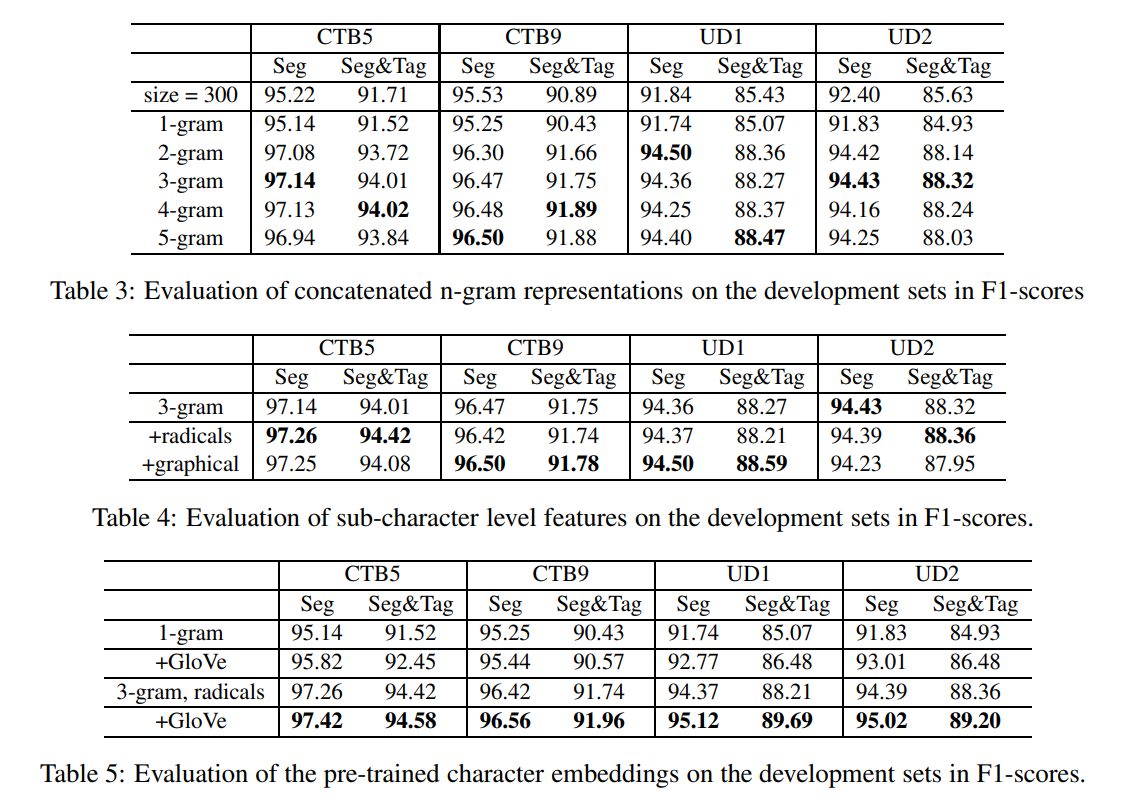 CTB5 CTB9 UD1 UD2
Seg Seg&Tag Seg Seg&Tag Seg Seg&Tag Seg Seg&Tag
size = 300 95.22 91.71 95.53 90.89 91.84 85.43 92.40 85.63
1-gram 95.14 91.52 95.25 90.43 91.74 85.07 91.83 84.93
2-gram 97.08 93.72 96.30 91.66 94.50 88.36 94.42 88.14
3-gram 97.14 94.01 96.47 91.75 94.36 88.27 94.43 88.32
4-gram 97.13 94.02 96.48 91.89 94.25 88.37 94.16 88.24
5-gram 96.94 93.84 96.50 91.88 94.40 88.47 94.25 88.03
Table 3: Evaluation of concatenated n-gram representations on the development sets in F1-scores
CTB5 CTB9 UD1 UD2
Seg Seg&Tag Seg Seg&Tag Seg Seg&Tag Seg Seg&Tag
3-gram 97.14 94.01 96.47 91.75 94.36 88.27 94.43 88.32
+radicals 97.26 94.42 96.42 91.74 94.37 88.21 94.39 88.36
+graphical 97.25 94.08 96.50 91.78 94.50 88.59 94.23 87.95
Table 4: Evaluation of sub-character level features on the development sets in F1-scores.
CTB5 CTB9 UD1 UD2
Seg Seg&Tag Seg Seg&Tag Seg Seg&Tag Seg Seg&Tag
1-gram 95.14 91.52 95.25 90.43 91.74 85.07 91.83 84.93
+GloVe 95.82 92.45 95.44 90.57 92.77 86.48 93.01 86.48
3-gram, radicals 97.26 94.42 96.42 91.74 94.37 88.21 94.39 88.36
+GloVe 97.42 94.58 96.56 91.96 95.12 89.69 95.02 89.20
Table 5: Evaluation of the pre-trained character embeddings on the development sets in F1-scores.